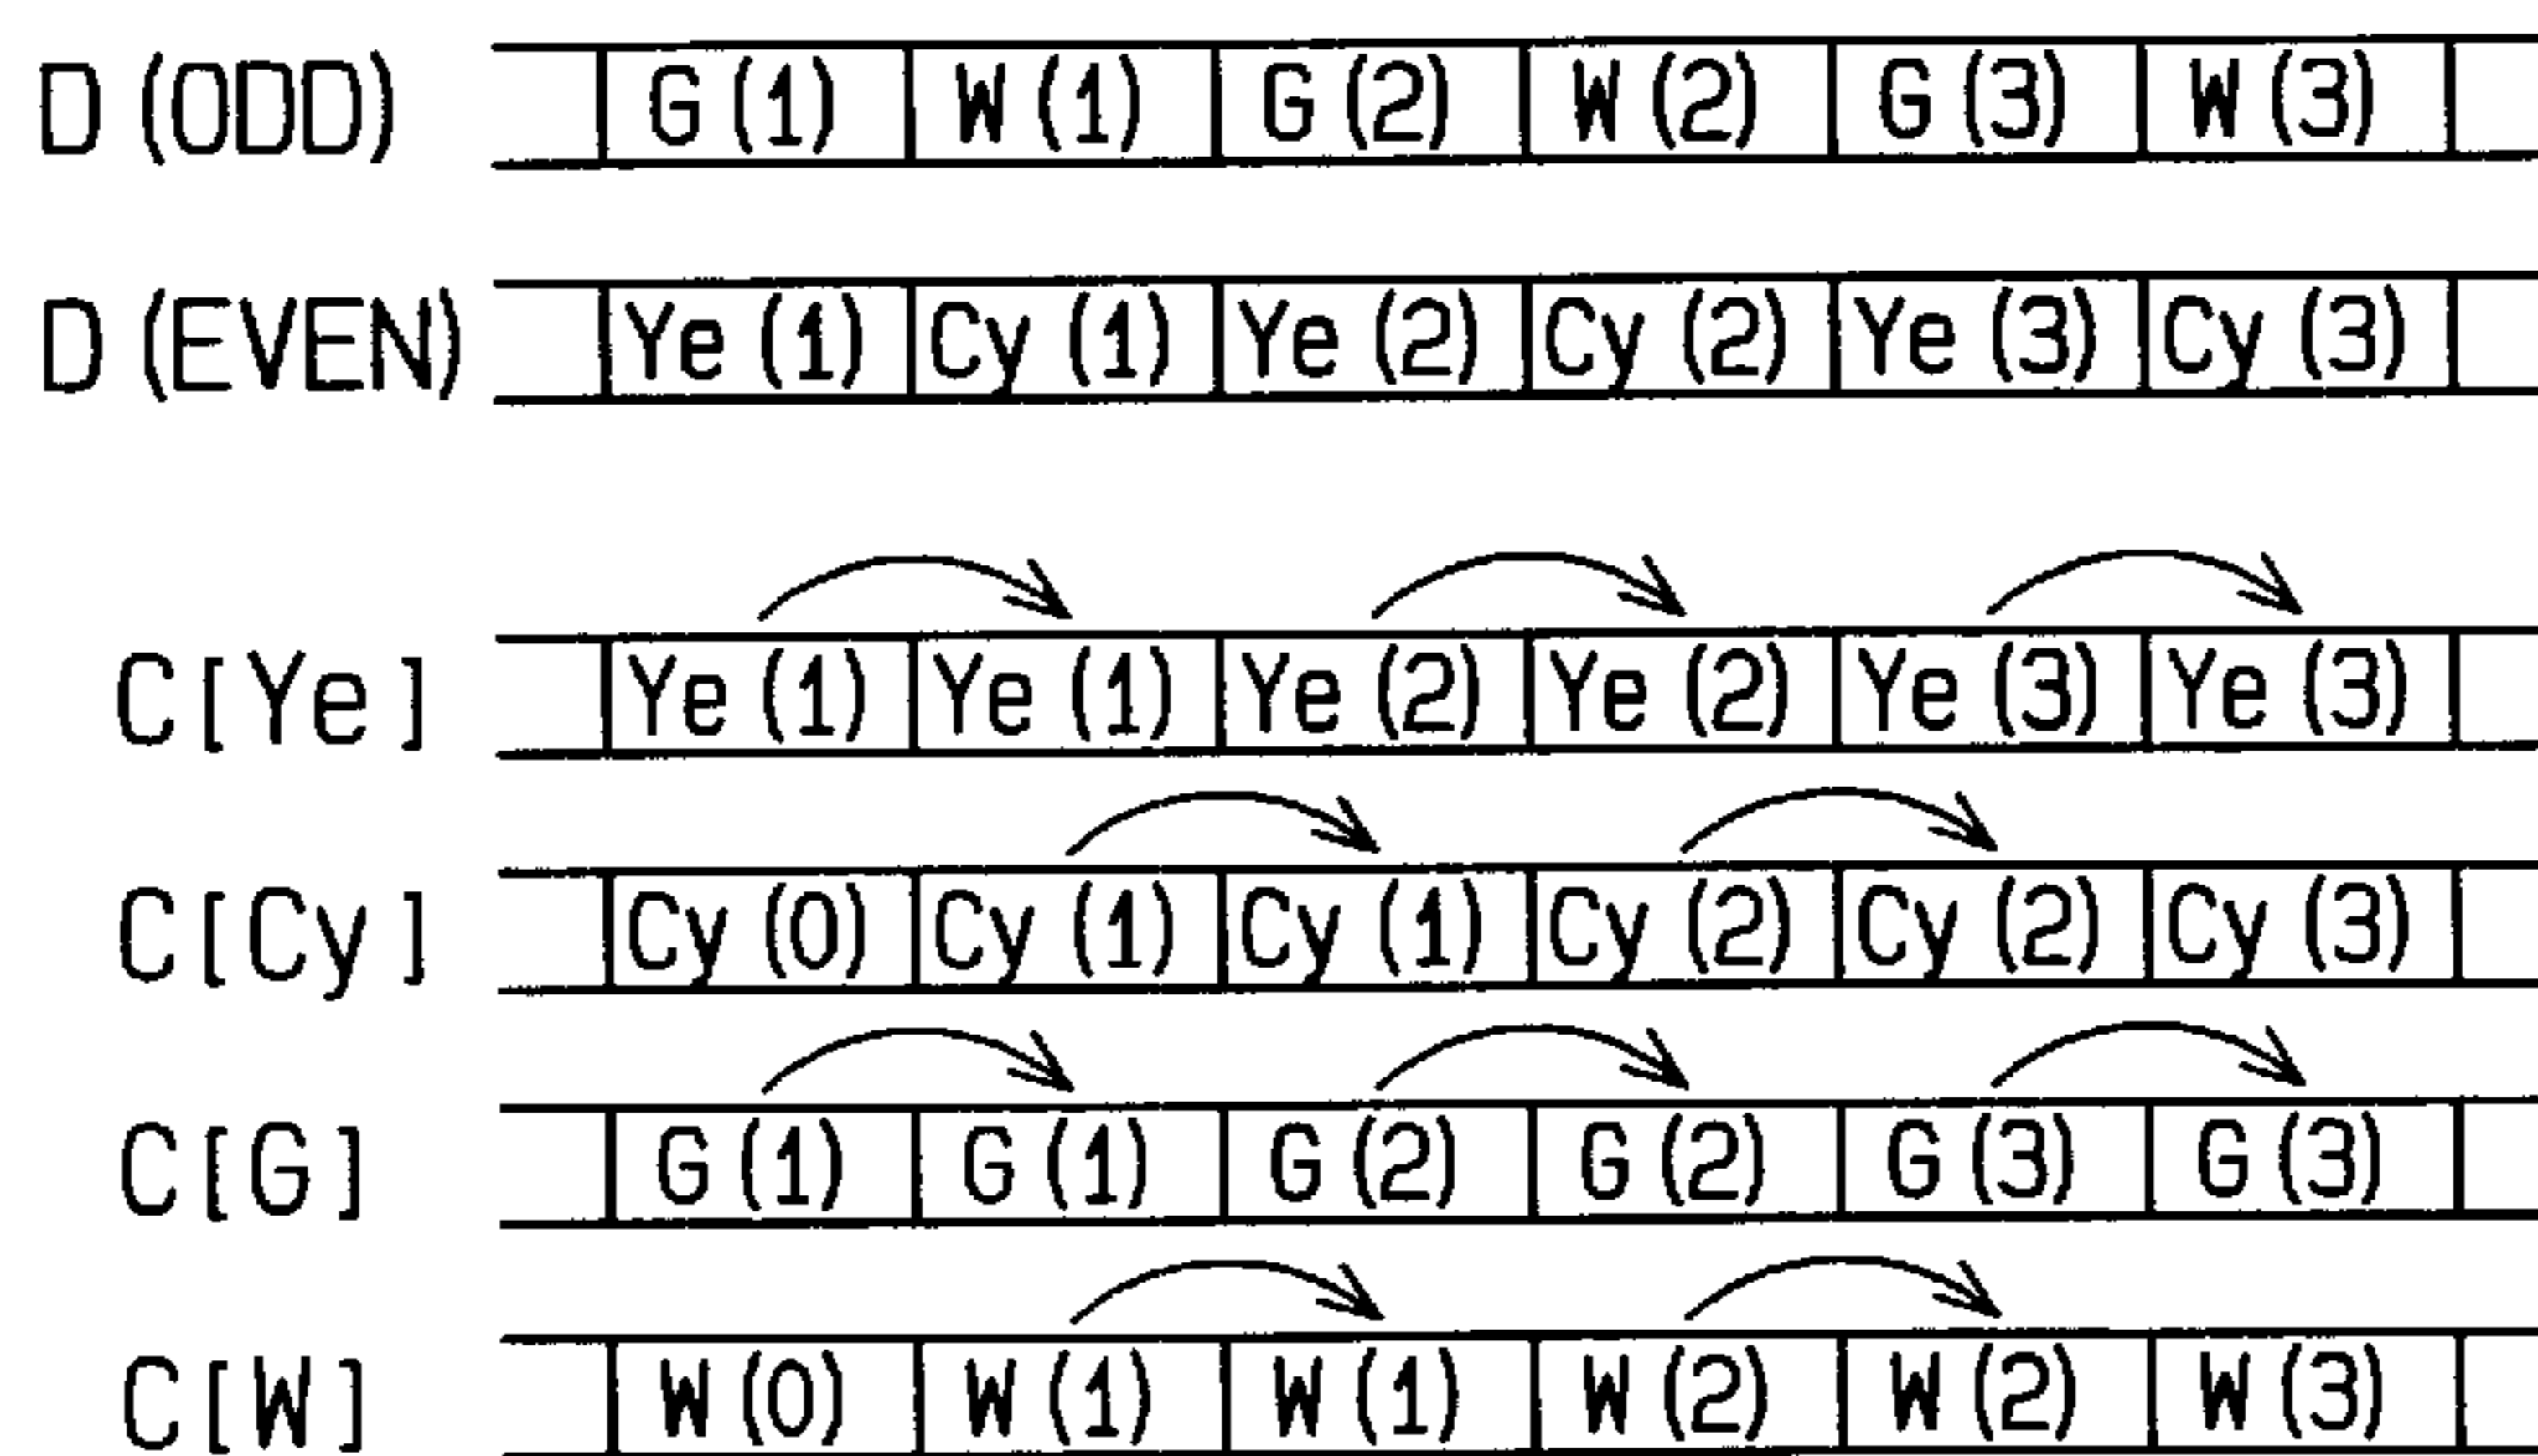 D (ODD) G (1) W (1) G (2) W (2) G (3) W (3)
D (EVEN) Ye (1) Cy (1) Ye (2) Cy (2) Ye (3) Cy (3)
C [Ye] Ye (1) Ye (1) Ye (2) Ye (2) Ye (3) Ye (3)
C [Cy] Cy (0) Cy (1) Cy (1) Cy (2) Cy (2) Cy (3)
C [G] G (1) G (1) G (2) G (2) G (3) G (3)
C [W] W (0) W (1) W (1) W (2) W (2) W (3)